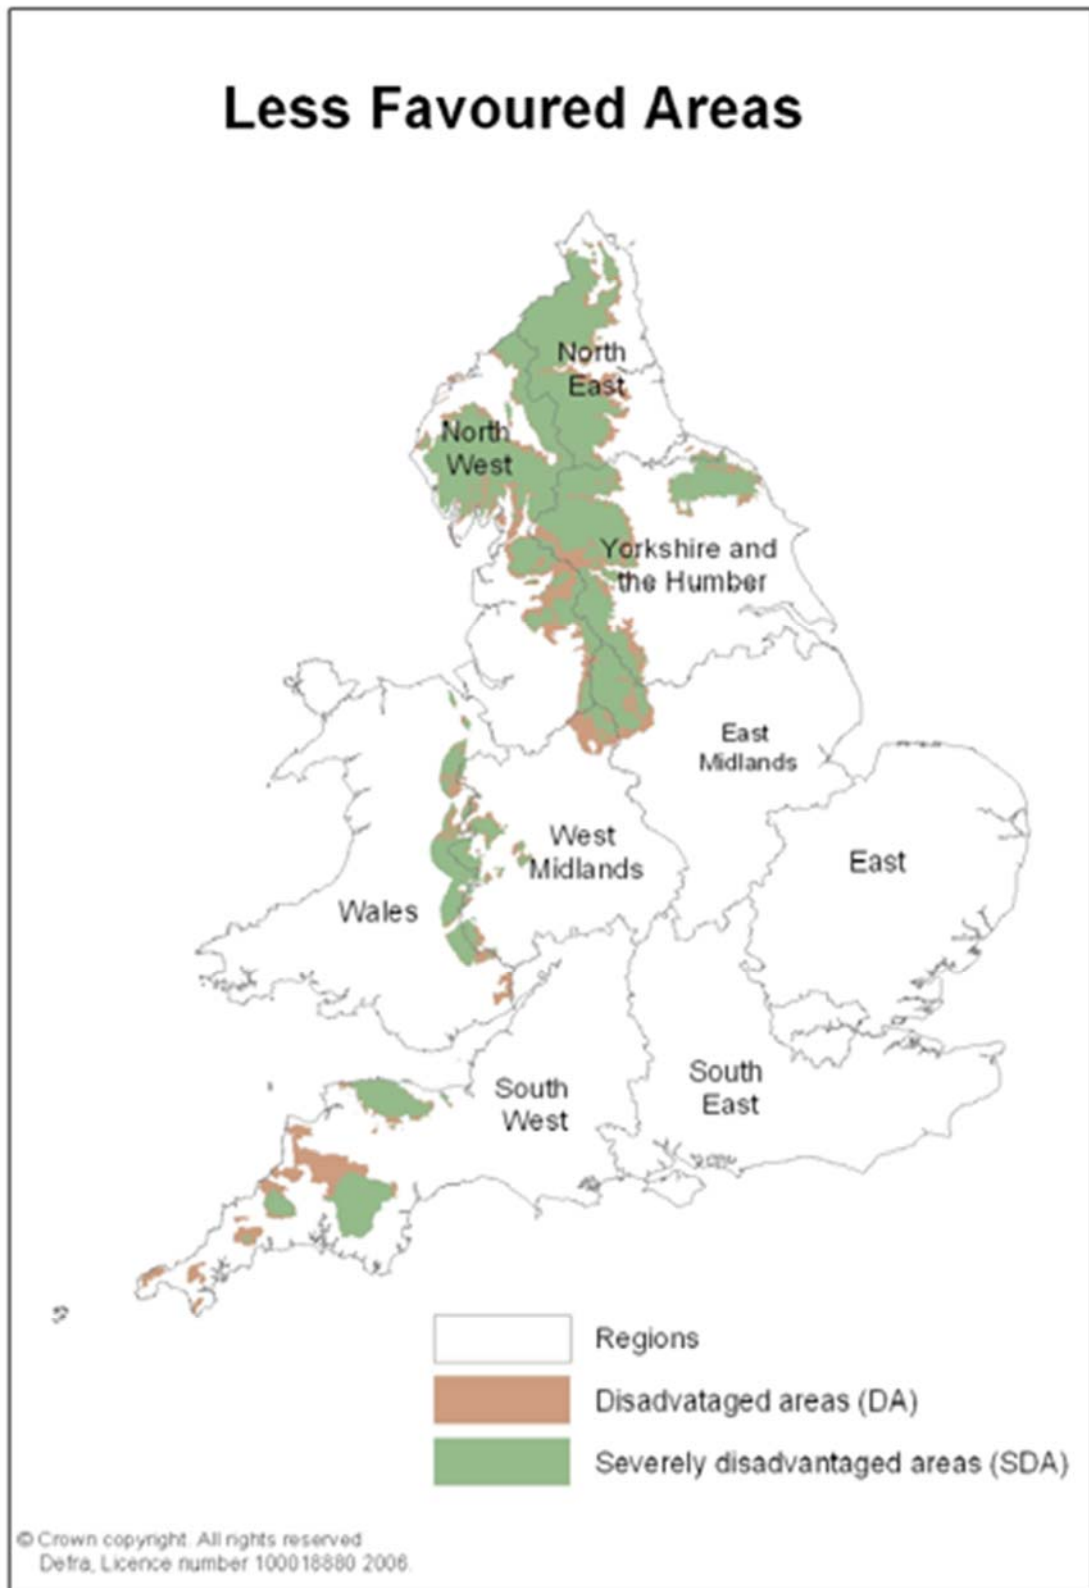 Less Favoured Areas
North
East
North
West
Yorkshire and
the Humber
East
Midlands
West
Midlands
East
Wales
South
East
South
West
Regions
Disadvataged areas (DA)
Severely disadvantaged areas (SDA)
© Crown copyright. All rights reserved
Defra, Licence number 100018880 2006.